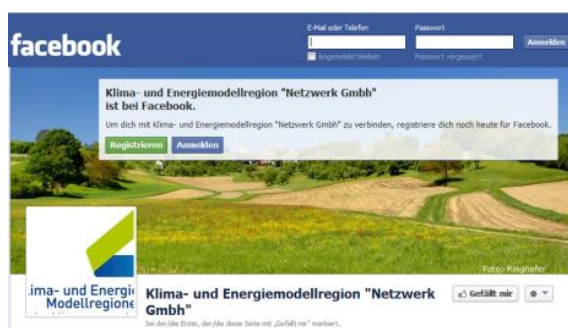 E-Mail oder Telefon
Passwort
facebook
Anmelden
Angemeldet bleiben
Passwort vergessen?
Klima- und Energiemodellregion "Netzwerk Gmbh"
ist bei Facebook.
Um dich mit Klima- und Energiemodellregion "Netzwerk Gmbh" zu verbinden, registriere dich noch heute für Facebook.
Registrieren
Anmelden
Foto: Ringhofer
lima- und Energie
Modellregione
Klima- und Energiemodellregion "Netzwerk
Gmbh"
Gefällt mir
Sei der/die Erste, der/die diese Seite mit „Gefällt mir" markiert.